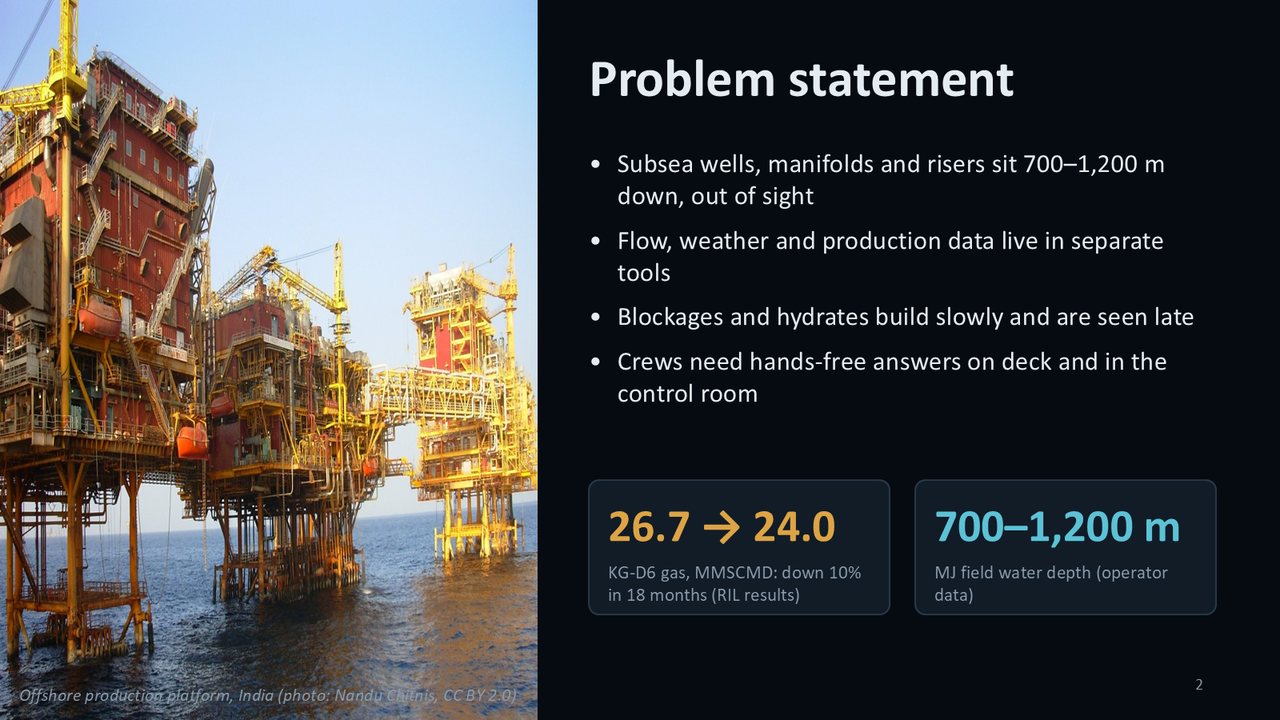 Problem statement
• Subsea wells, manifolds and risers sit 700–1,200 m
down, out of sight
• Flow, weather and production data live in separate
tools
• Blockages and hydrates build slowly and are seen late
• Crews need hands-free answers on deck and in the
control room
26.7 → 24.0
KG-D6 gas, MMSCMD: down 10%
in 18 months (RIL results)
700–1,200 m
MJ field water depth (operator
data)
Offshore production platform, India (photo: Nandu Chitnis, CC BY 2.0)
2